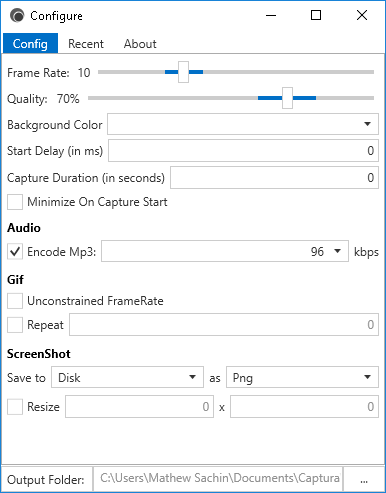 Configure
Config Recent About
Frame Rate: 10
Quality: 70%
Background Color
Start Delay (in ms) 0
Capture Duration (in seconds) 0
Minimize On Capture Start
Audio
Encode Mp3: 96 kbps
Gif
Unconstrained FrameRate
Repeat 0
ScreenShot
Save to Disk as Png
Resize 0 x 0
Output Folder: C:\Users\Mathew Sachin\Documents\Captura ...